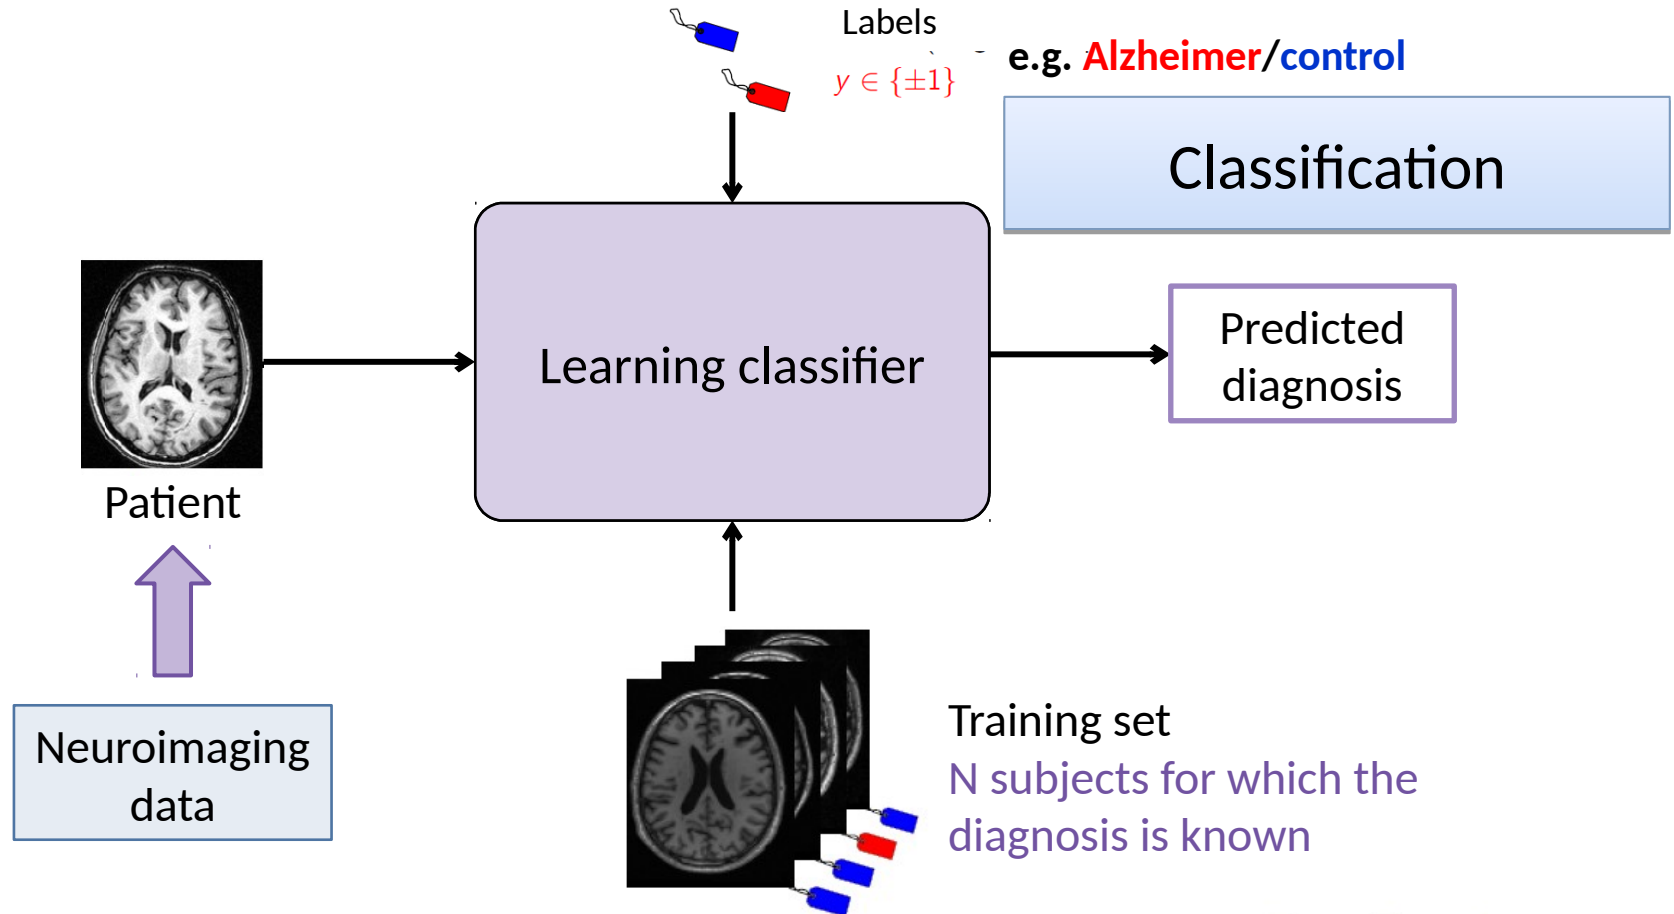 Labels
e.g. Alzheimer/control
y ∈ {±1}
Classification
Learning classifier
Predicted
diagnosis
Patient
Neuroimaging
data
Training set
N subjects for which the
diagnosis is known